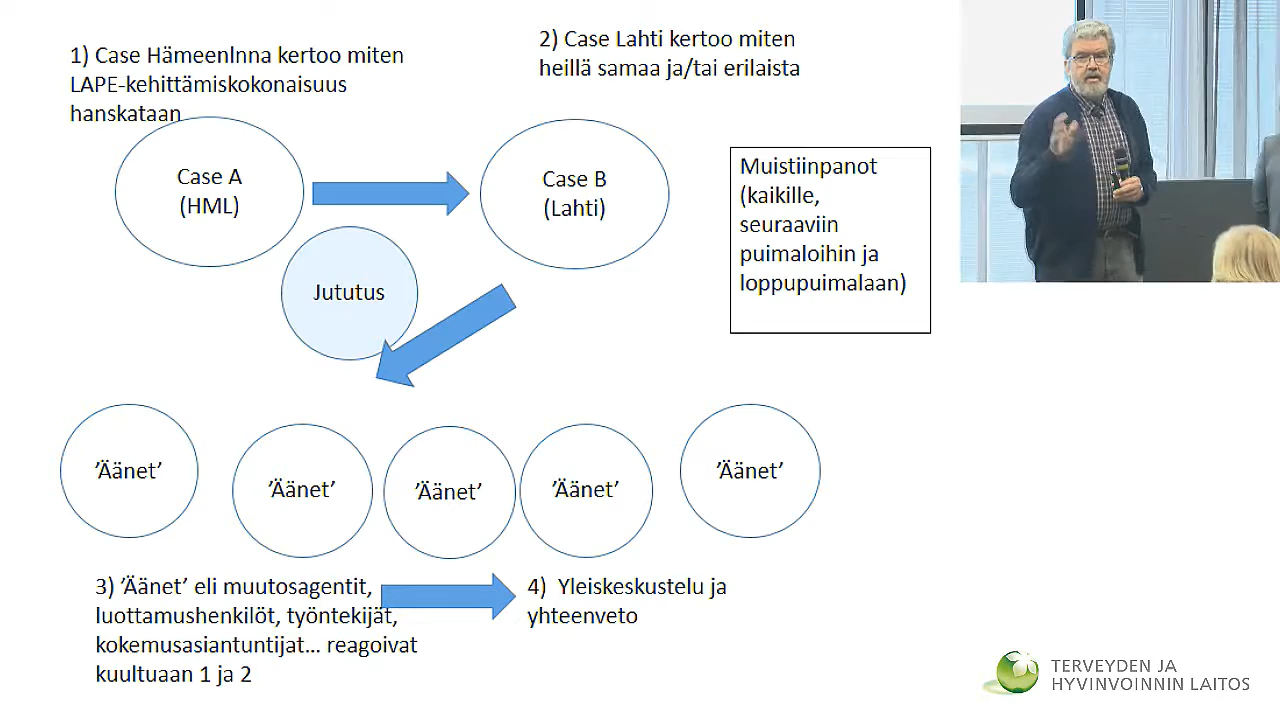 1) Case HämeenInna kertoo miten
LAPE-kehittämiskokonaisuus
hanskataan
2) Case Lahti kertoo miten
heillä samaa ja/tai erilaista
Case A
(HML)
Case B
(Lahti)
Muistiinpanot
(kaikille,
seuraaviin
puimaloihin ja
loppupuimalaan)
Jututus
’Äänet’
’Äänet’
’Äänet’
’Äänet’
’Äänet’
3) ’Äänet’ eli muutosagentit,
luottamushenkilöt, työntekijät,
kokemusasiantuntijat… reagoivat
kuultuaan 1 ja 2
4) Yleiskeskustelu ja
yhteenveto
TERVEYDEN JA
HYVINVOINNIN LAITOS